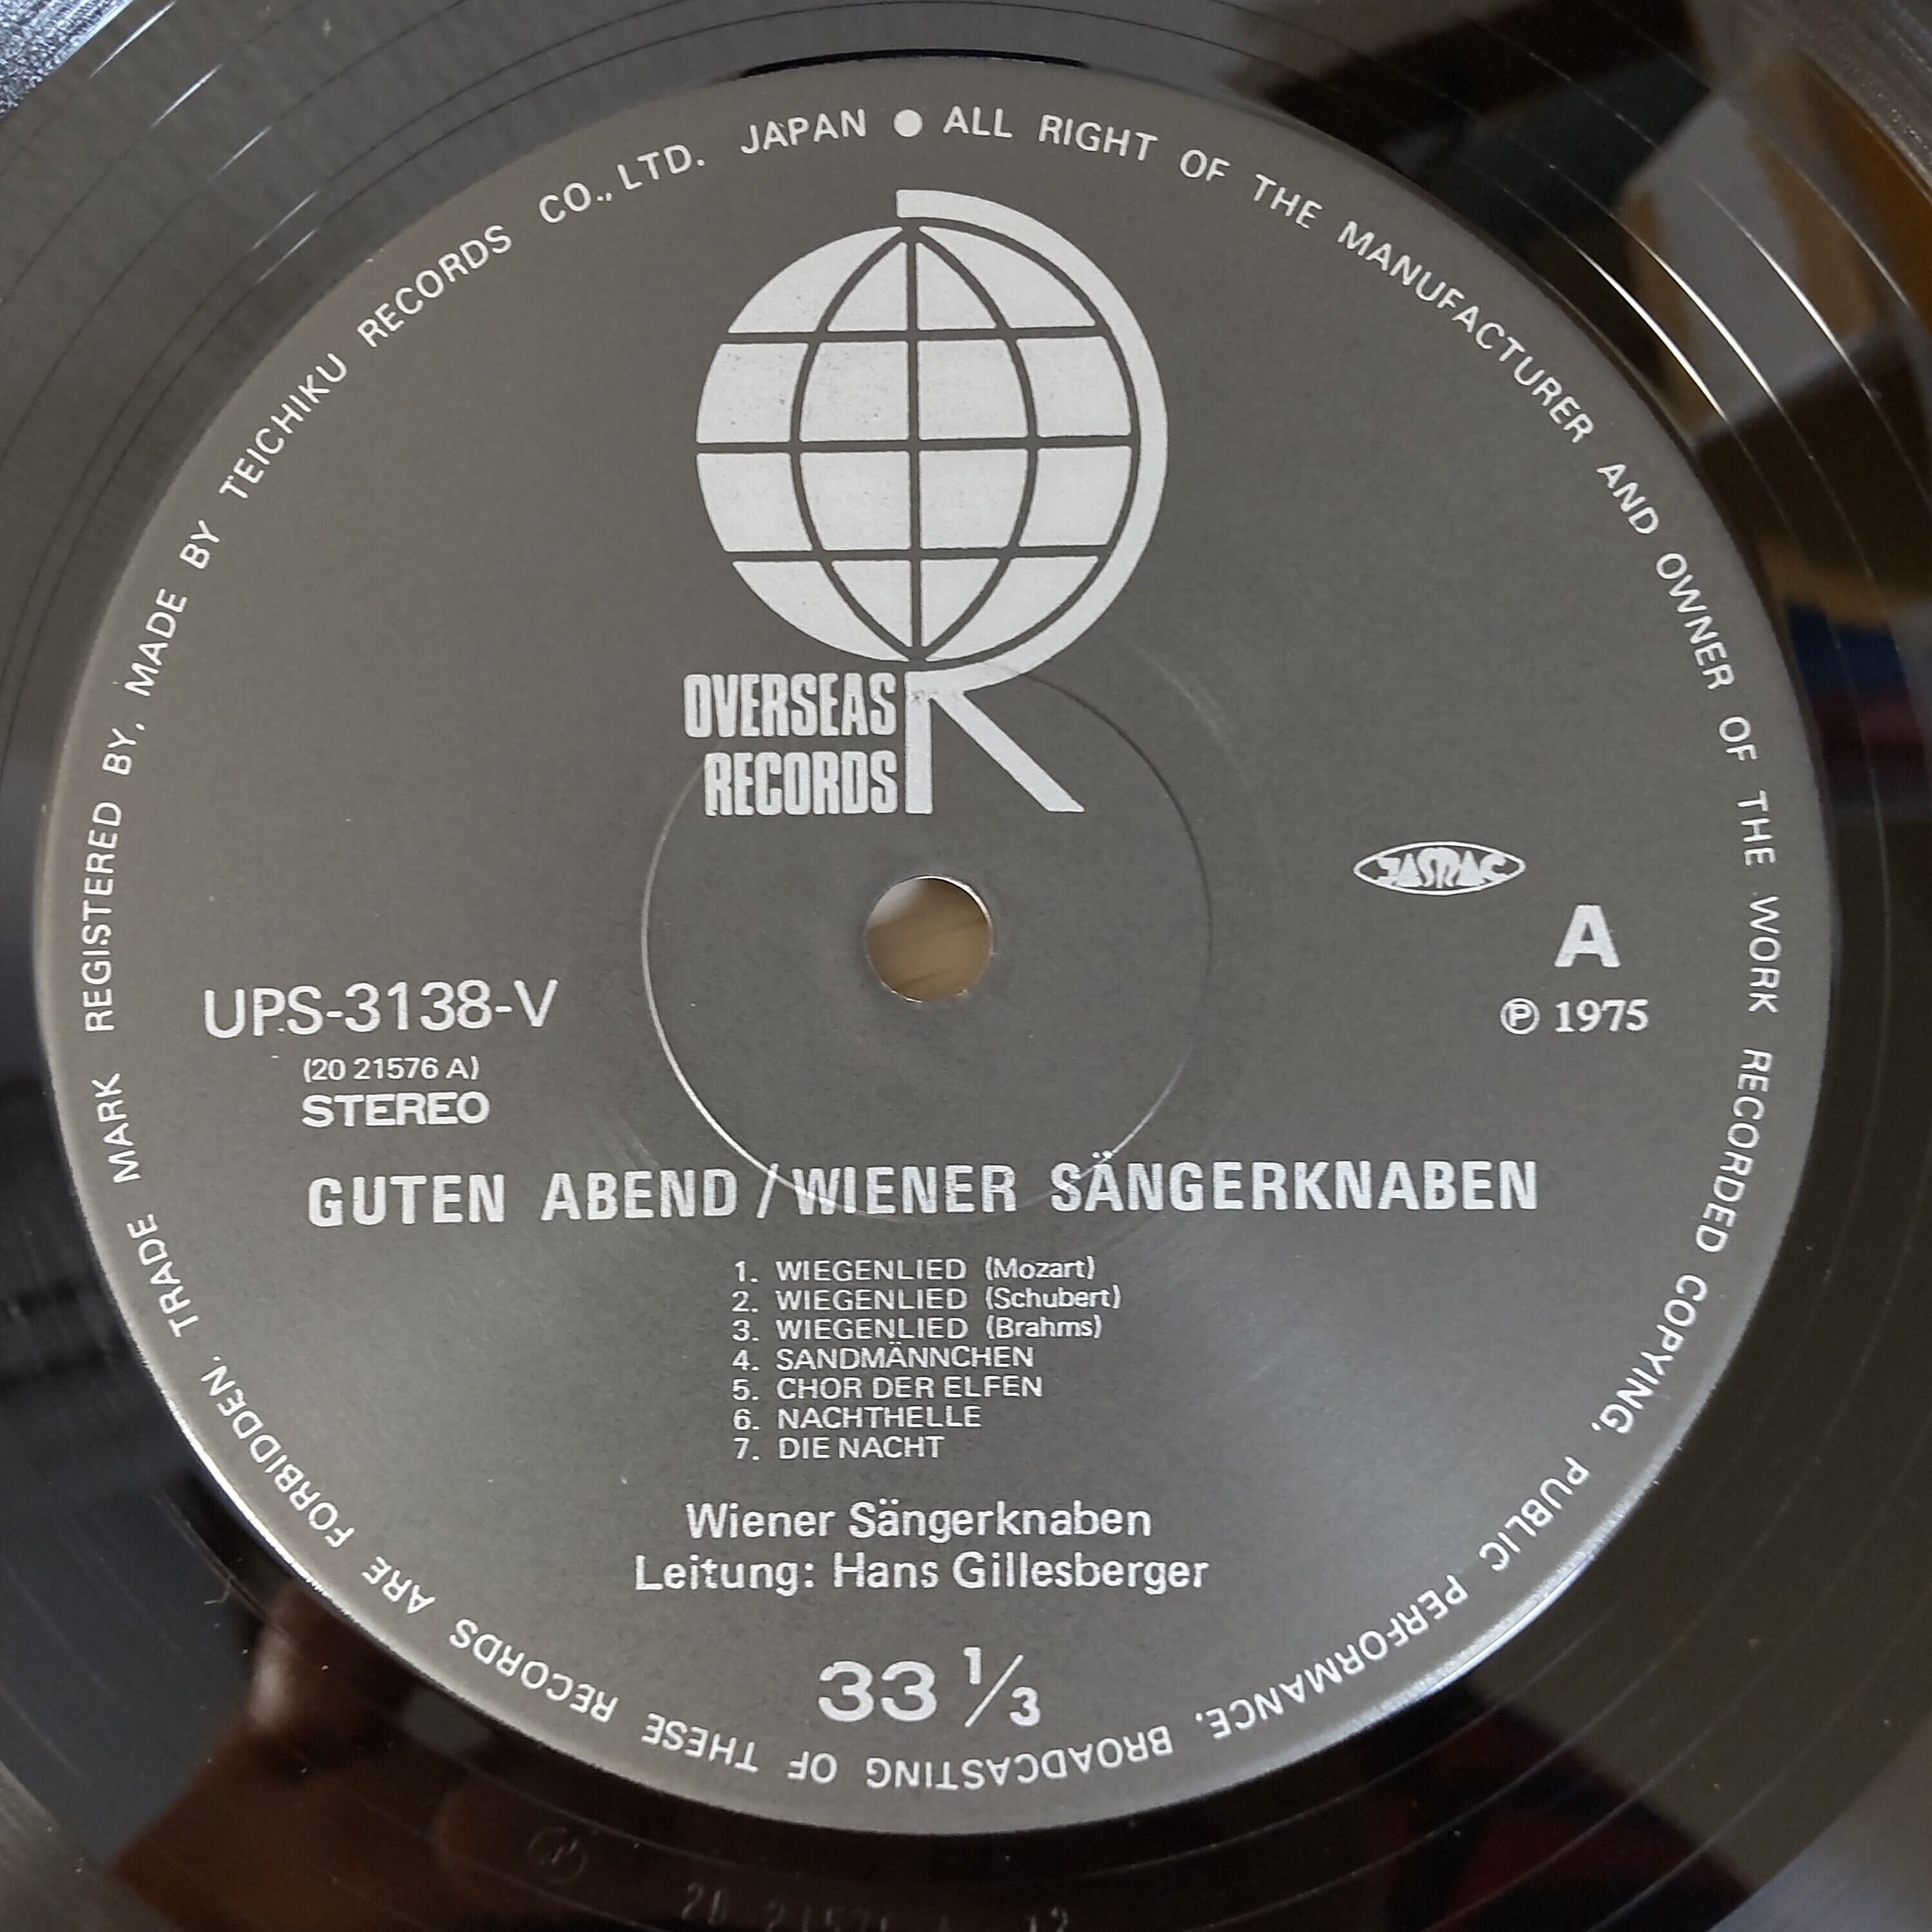 ALL RIGHT OF THE MANUFACTURER AND OWNER OF THE WORK RECORDED COPYING, PUBLIC PERFORMANCE, BROADCASTING OF THESE RECORDS ARE FORBIDDEN. TRADE MARK REGISTERED BY, MADE BY TEICHIKU RECORDS CO., LTD. JAPAN ●
OVERSEAS
RECORDS
JASRAC
A
Ⓟ 1975
UPS-3138-V
(20 21576 A)
STEREO
GUTEN ABEND / WIENER SÄNGERKNABEN
1. WIEGENLIED (Mozart)
2. WIEGENLIED (Schubert)
3. WIEGENLIED (Brahms)
4. SANDMÄNNCHEN
5. CHOR DER ELFEN
6. NACHTHELLE
7. DIE NACHT
Wiener Sängerknaben
Leitung: Hans Gillesberger
33 1/3